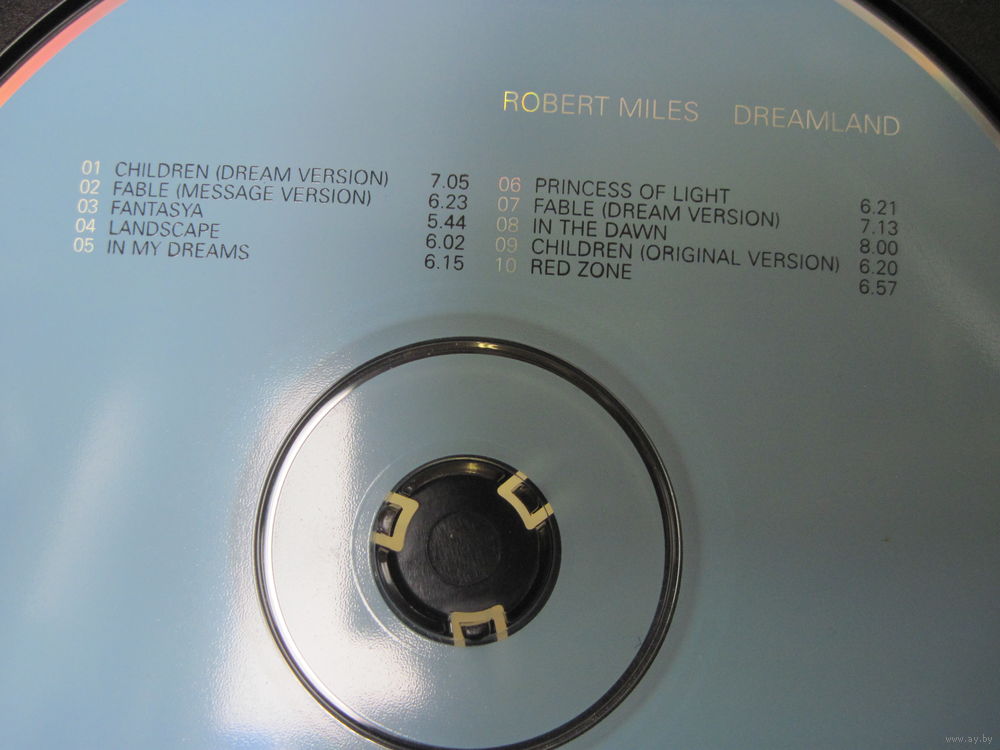 ROBERT MILES DREAMLAND
01 CHILDREN (DREAM VERSION) 7.05
02 FABLE (MESSAGE VERSION) 6.23
03 FANTASYA 5.44
04 LANDSCAPE 6.02
05 IN MY DREAMS 6.15
06 PRINCESS OF LIGHT 6.21
07 FABLE (DREAM VERSION) 7.13
08 IN THE DAWN 8.00
09 CHILDREN (ORIGINAL VERSION) 6.20
10 RED ZONE 6.57
www.ay.by